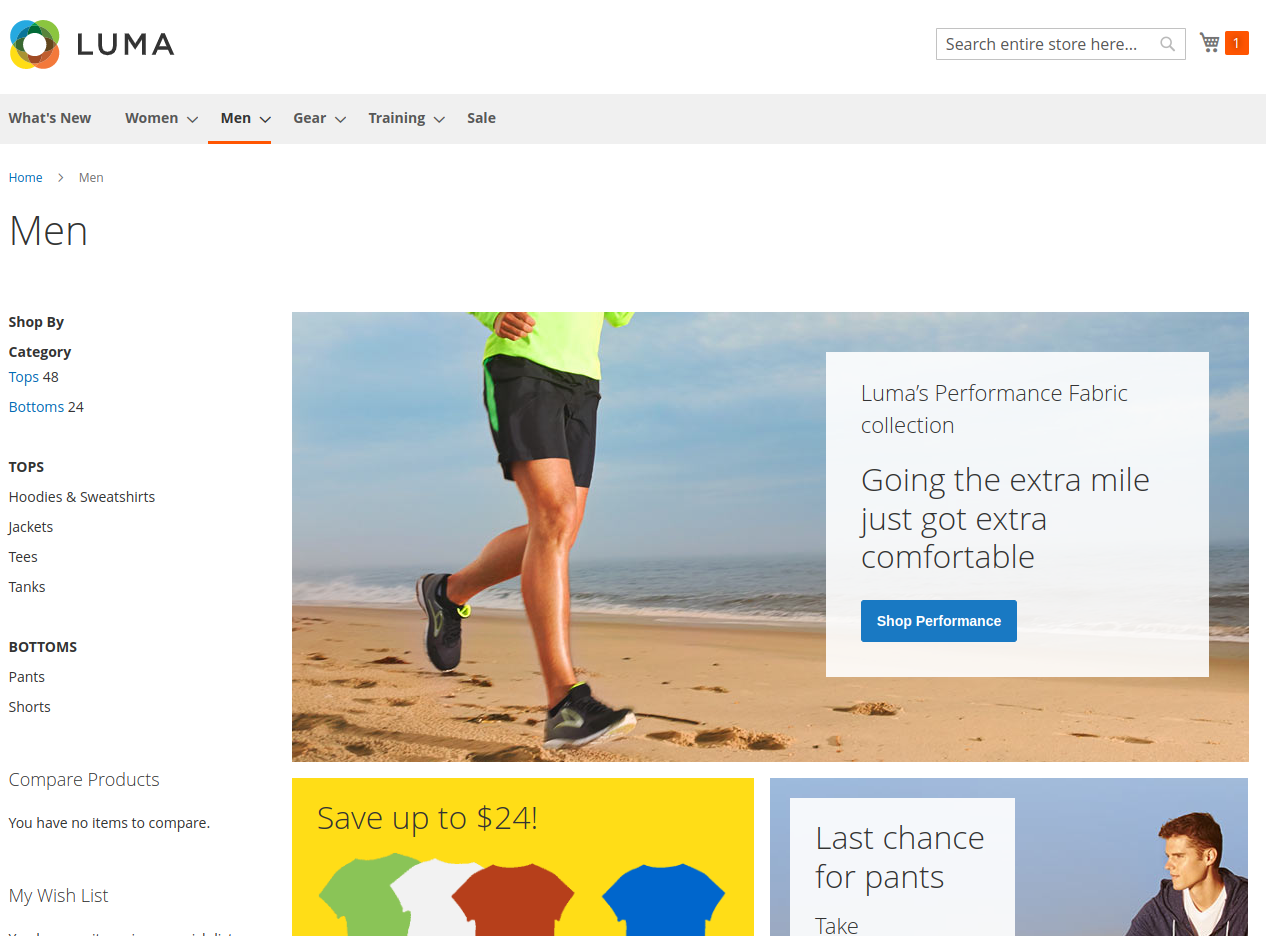 LUMA
Search entire store here...
1
What's New Women Men Gear Training Sale
Home > Men
Men
Shop By
Category
Tops 48
Bottoms 24
TOPS
Hoodies & Sweatshirts
Jackets
Tees
Tanks
BOTTOMS
Pants
Shorts
Compare Products
You have no items to compare.
My Wish List
Luma’s Performance Fabric
collection
Going the extra mile
just got extra
comfortable
Shop Performance
Save up to $24!
Last chance
for pants
Take